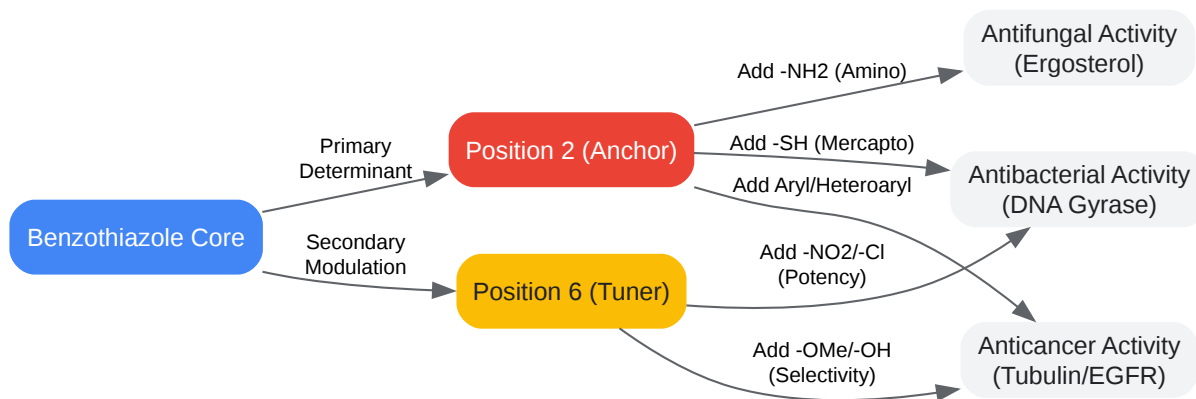 Benzothiazole Core
Primary
Determinant
Secondary
Modulation
Position 2 (Anchor)
Position 6 (Tuner)
Add -NH2 (Amino)
Add -SH (Mercapto)
Add Aryl/Heteroaryl
Add -NO2/-Cl
(Potency)
Add -OMe/-OH
(Selectivity)
Antifungal Activity
(Ergosterol)
Antibacterial Activity
(DNA Gyrase)
Anticancer Activity
(Tubulin/EGFR)